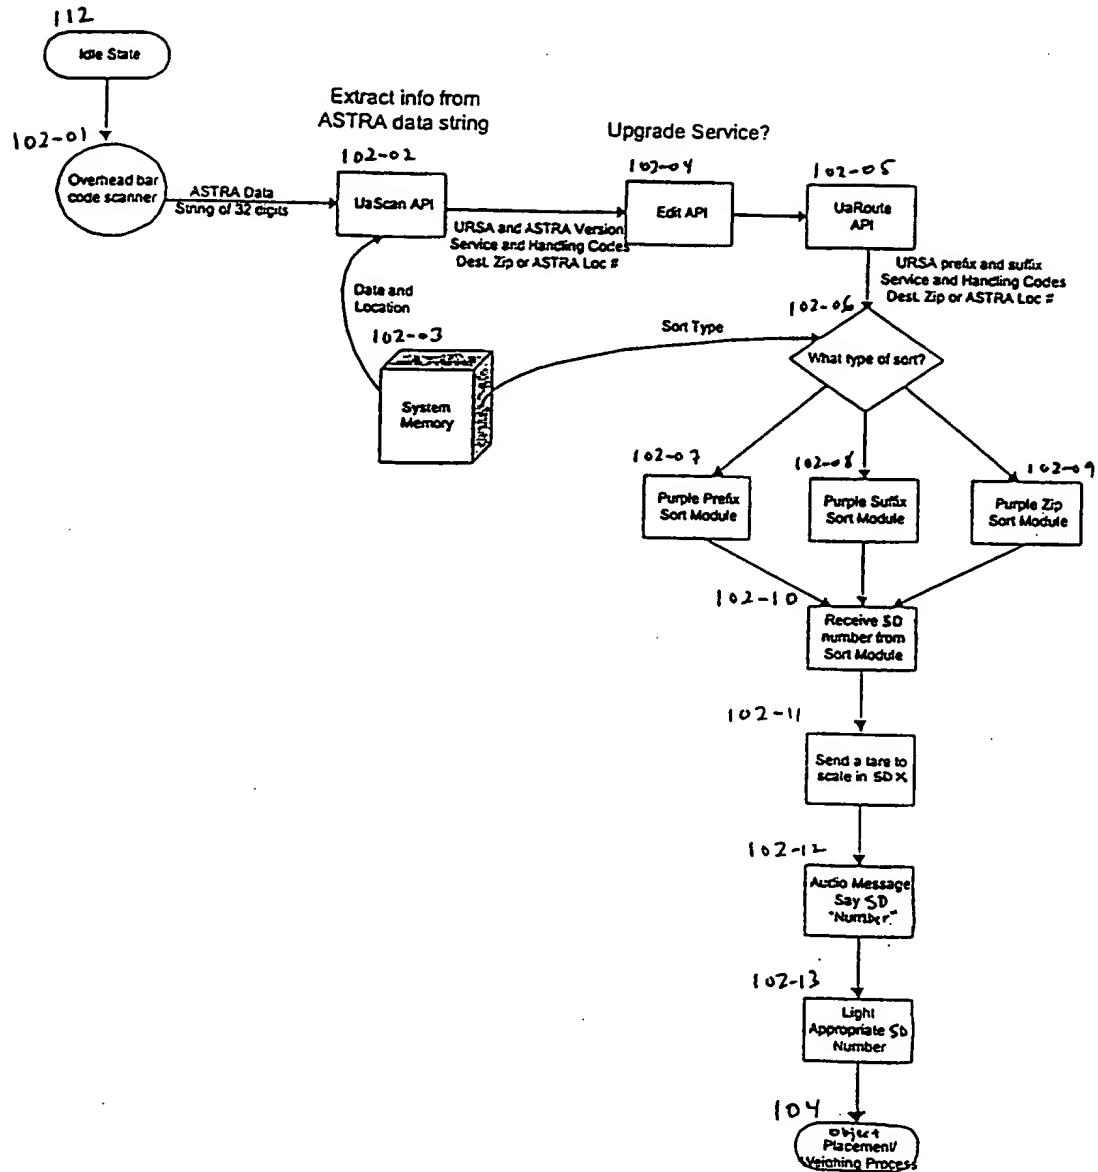 112
Idle State
Extract info from
ASTRA data string
102-01
102-02
Upgrade Service?
102-04
102-05
Overhead bar
code scanner
ASTRA Data
String of 32 digits
UaScan API
URSA and ASTRA Version
Service and Handling Codes
Dest. Zip or ASTRA Loc #
Edit API
UaRoute
API
URSA prefix and suffix
Service and Handling Codes
Dest. Zip or ASTRA Loc #
Date and
Location
102-03
System
Memory
Sort Type
102-06
What type of sort?
102-07
102-08
102-09
Purple Prefix
Sort Module
Purple Suffix
Sort Module
Purple Zip
Sort Module
102-10
Receive SD
number from
Sort Module
102-11
Send a tare to
scale in SD X
102-12
Audio Message
Say SD
"Number."
102-13
Light
Appropriate SD
Number
104
Object
Placement/
Weighing Process